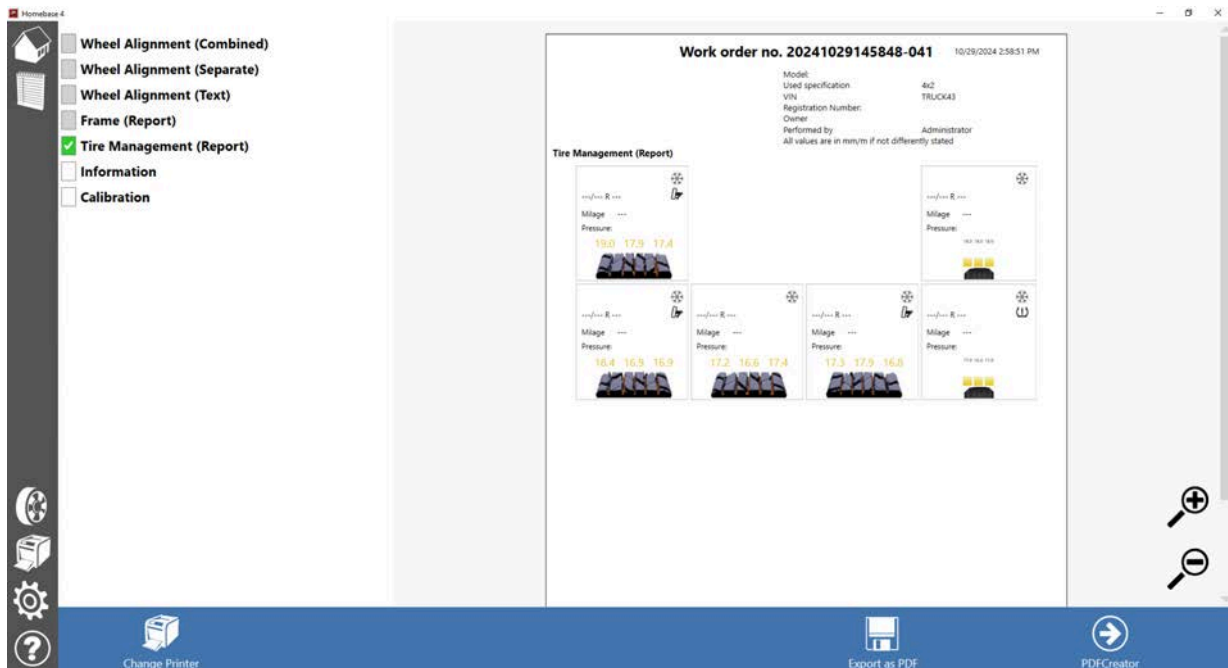 Homebase 4
Wheel Alignment (Combined)
Wheel Alignment (Separate)
Wheel Alignment (Text)
Frame (Report)
Tire Management (Report)
Information
Calibration
Work order no. 20241029145848-041 10/29/2024 2:58:51 PM
Model:
Used specification 4x2
VIN TRUCK43
Registration Number:
Owner
Performed by Administrator
All values are in mm/m if not differently stated
Tire Management (Report)
---/--- R --- ---/--- R ---
Milage --- Milage ---
Pressure: Pressure:
19.0 17.9 17.4
---/--- R --- ---/--- R --- ---/--- R --- ---/--- R ---
Milage --- Milage --- Milage --- Milage ---
Pressure: Pressure: Pressure: Pressure:
18.4 16.9 16.9 17.2 16.6 17.4 17.3 17.9 16.8
Change Printer Export as PDF PDFCreator